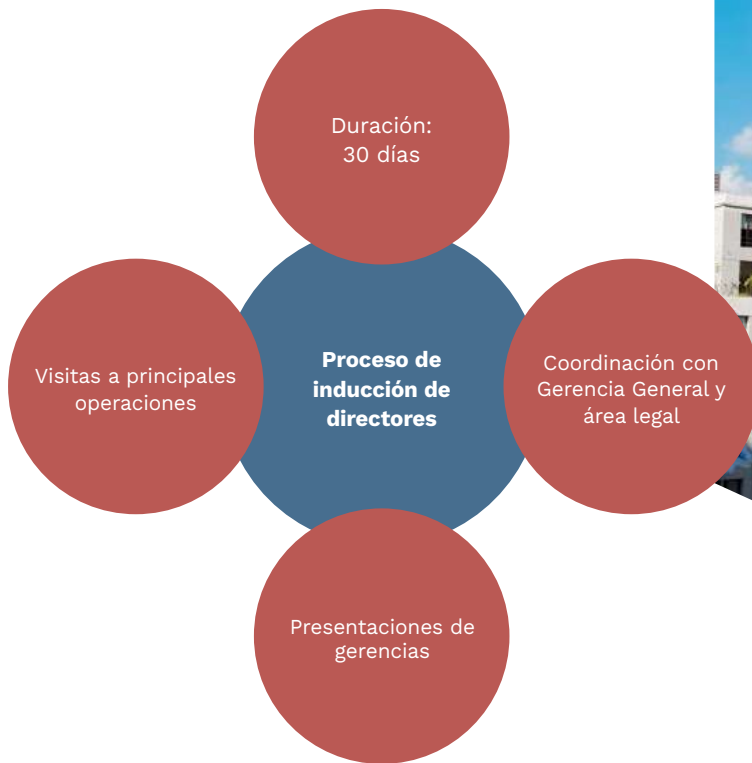 Duración:
30 días
Visitas a principales
operaciones
Proceso de
inducción de
directores
Coordinación con
Gerencia General y
área legal
Presentaciones de
gerencias